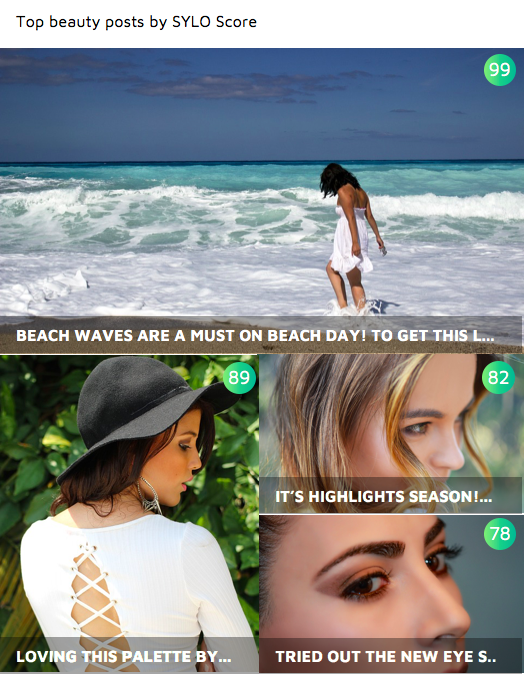 Top beauty posts by SYLO Score
99
BEACH WAVES ARE A MUST ON BEACH DAY! TO GET THIS L...
89
82
IT’S HIGHLIGHTS SEASON!...
78
LOVING THIS PALETTE BY...
TRIED OUT THE NEW EYE S..